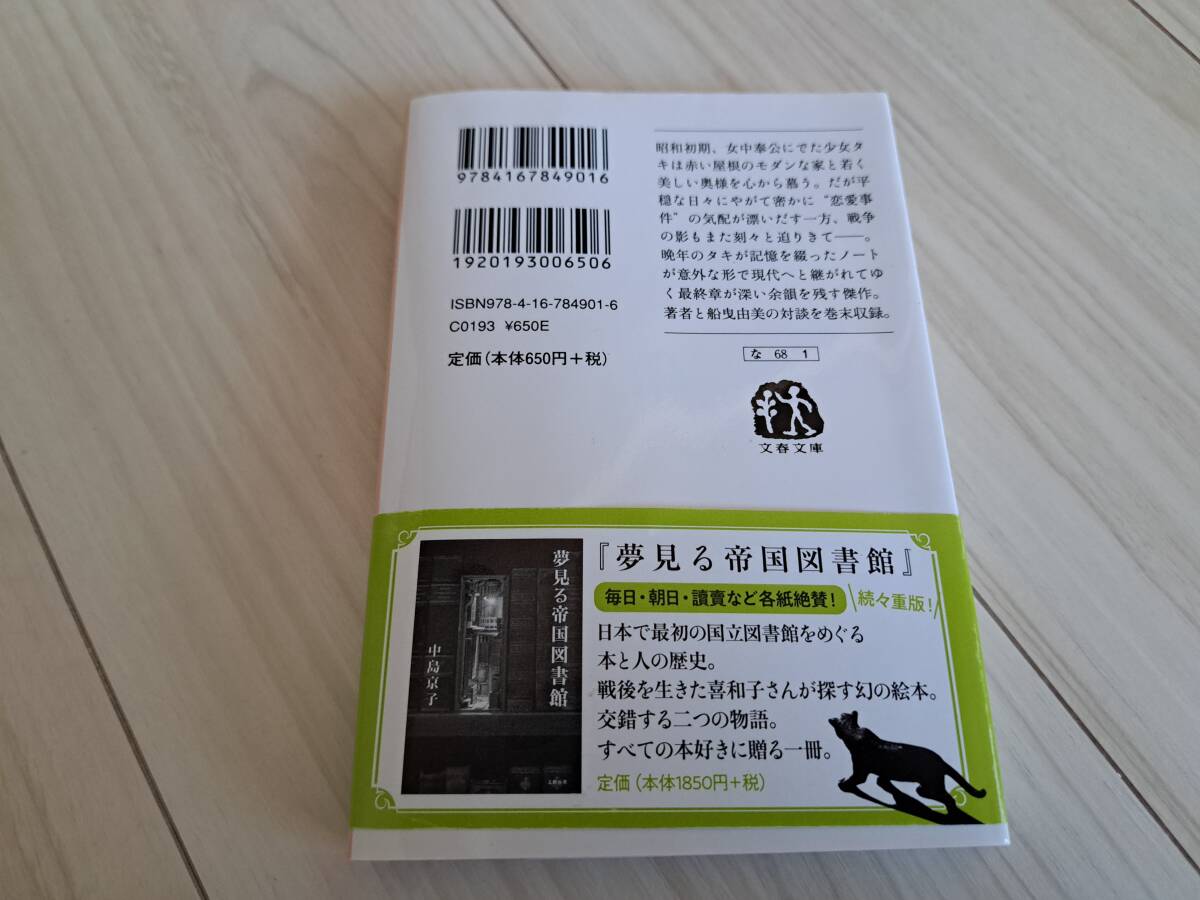 9784167849016
1920193006506
ISBN978-4-16-784901-6
C0193 ¥650E
定価(本体650円+税)
昭和初期、女中奉公にでた少女タ
キは赤い屋根のモダンな家と若く
美しい奥様を心から慕う。だが平
穏な日々にやがて密かに“恋愛事
件”の気配が漂いだす一方、戦争
の影もまた刻々と迫りきて――。
晩年のタキが記憶を綴ったノート
が意外な形で現代へと継がれてゆ
く最終章が深い余韻を残す傑作。
著者と船曳由美の対談を巻末収録。
な 68 1
文春文庫
夢見る帝国図書館
中島京子
『夢見る帝国図書館』
毎日・朝日・讀賣など各紙絶賛!
続々重版!
日本で最初の国立図書館をめぐる
本と人の歴史。
戦後を生きた喜和子さんが探す幻の絵本。
交錯する二つの物語。
すべての本好きに贈る一冊。
定価(本体1850円+税)